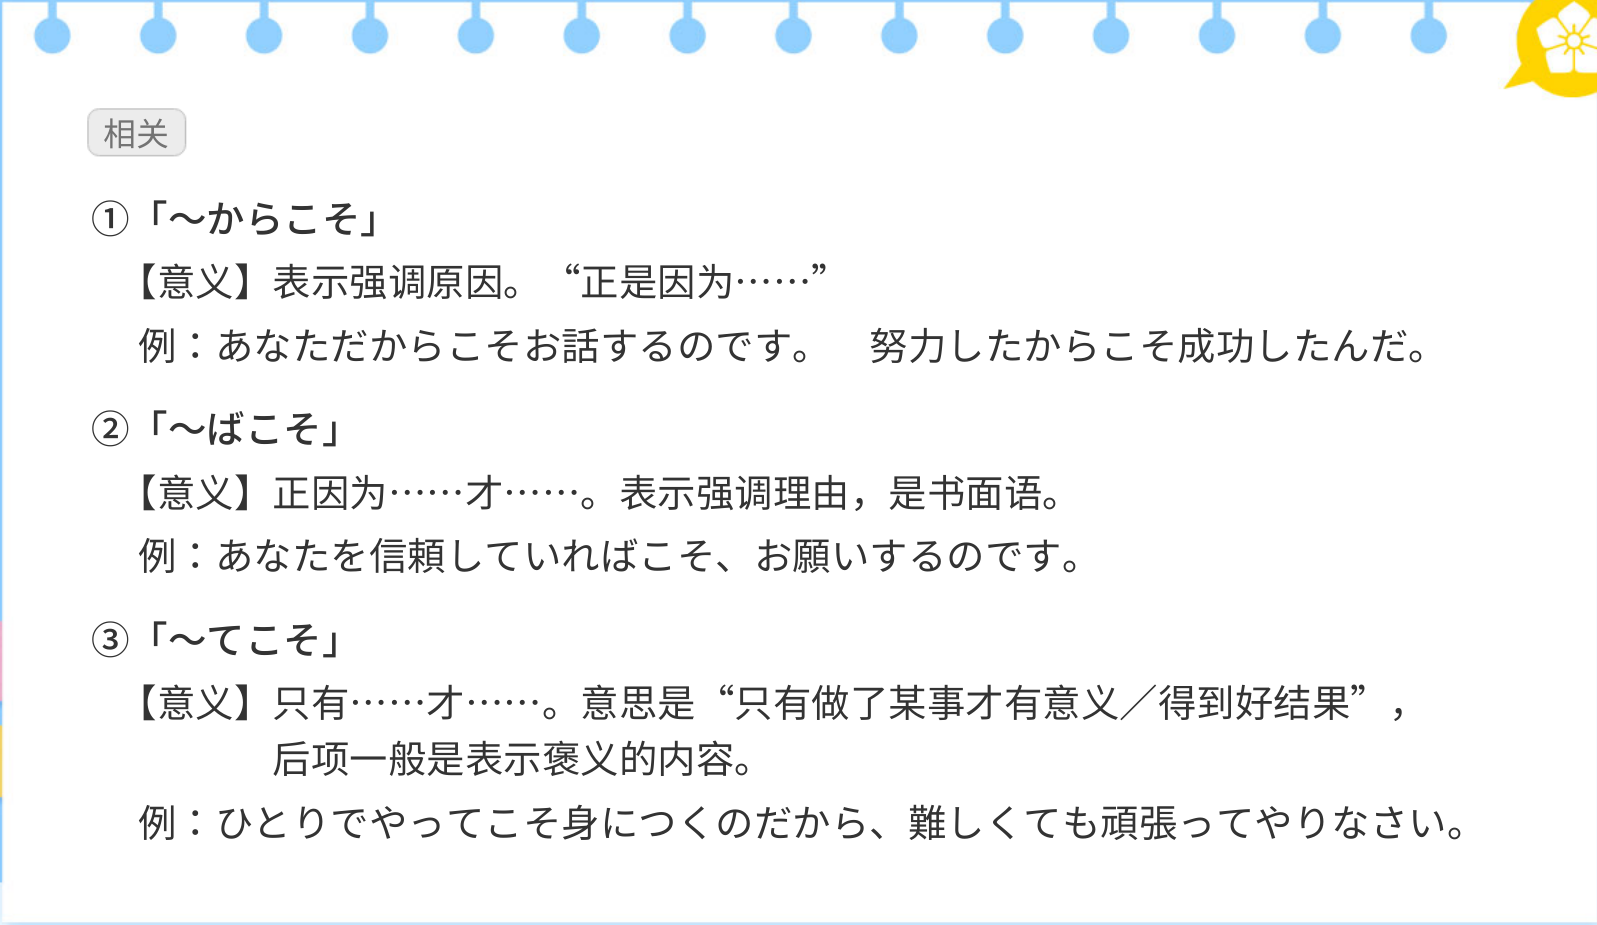 相关
①「～からこそ」
【意义】表示强调原因。“正是因为……”
例：あなただからこそお話するのです。　努力したからこそ成功したんだ。
②「～ばこそ」
【意义】正因为……才……。表示强调理由，是书面语。
例：あなたを信頼していればこそ、お願いするのです。
③「～てこそ」
【意义】只有……才……。意思是“只有做了某事才有意义／得到好结果”，
后项一般是表示褒义的内容。
例：ひとりでやってこそ身につくのだから、難しくても頑張ってやりなさい。